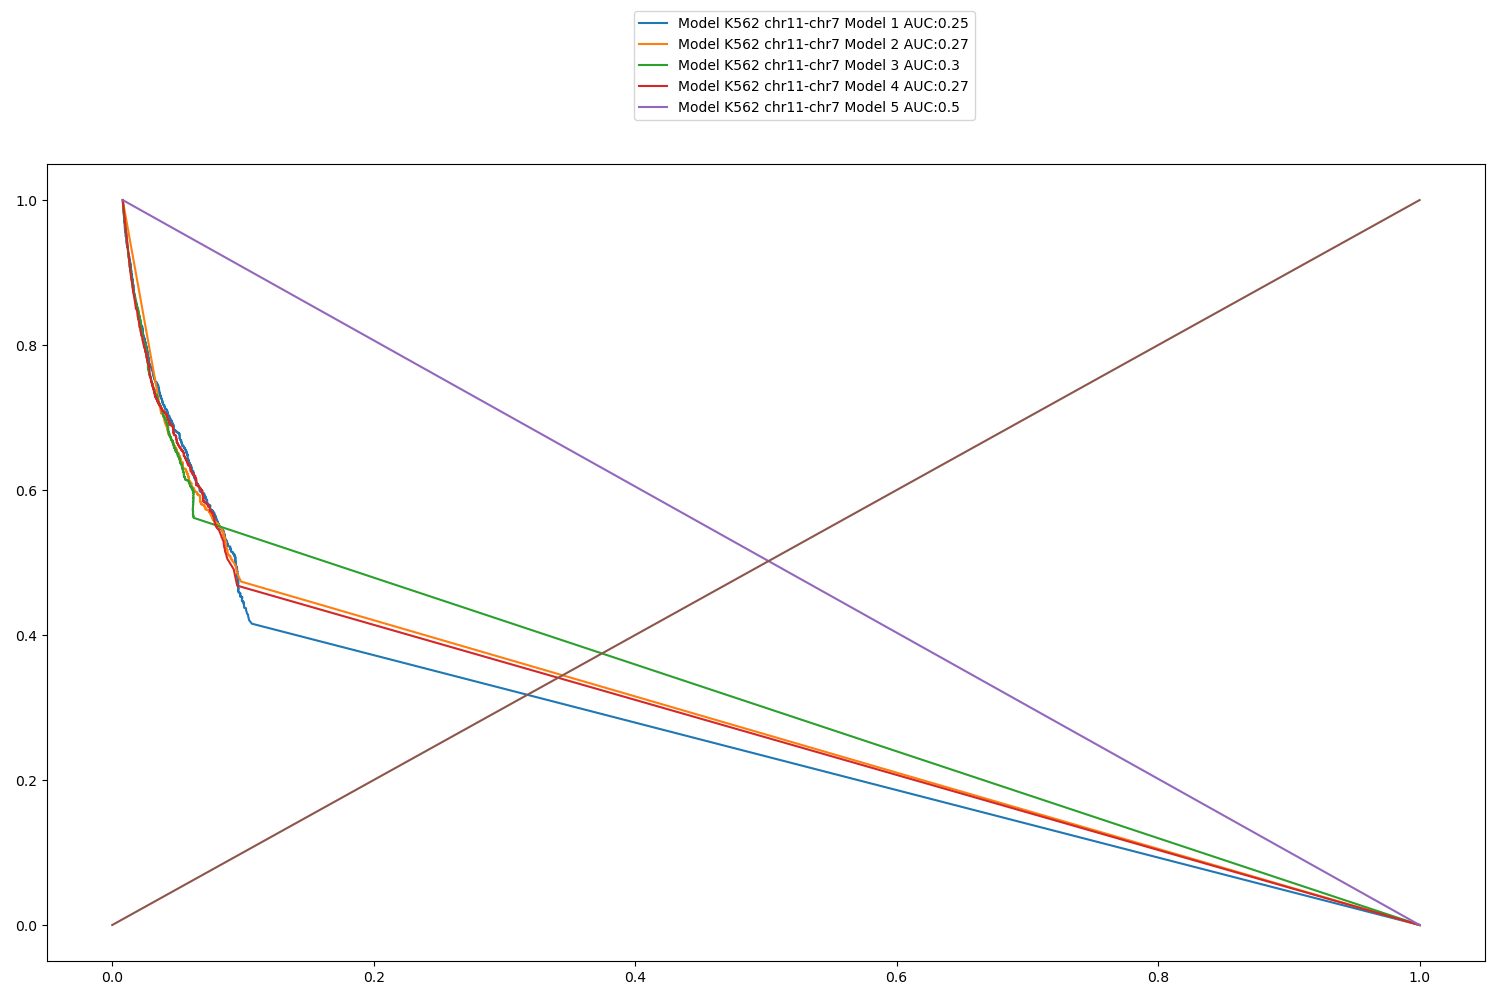 Model K562 chr11-chr7 Model 1 AUC:0.25
Model K562 chr11-chr7 Model 2 AUC:0.27
Model K562 chr11-chr7 Model 3 AUC:0.3
Model K562 chr11-chr7 Model 4 AUC:0.27
Model K562 chr11-chr7 Model 5 AUC:0.5
1.0
0.8
0.6
0.4
0.2
0.0
0.0 0.2 0.4 0.6 0.8 1.0